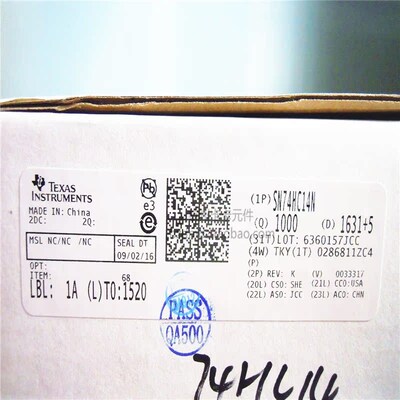 TEXAS
INSTRUMENTS
MADE IN: China
2DC: 2Q:
Pb
e3
e
MSL NC/NC /NC
SEAL DT
09/02/16
OPT:
ITEM:
68
LBL: 1A (L)TO:1520
(1P) SN74HC14N
(Q) 1000 (D) 1631+5
(31T)LOT: 6360157JCC
(4W) TKY(1T) 0286811ZC4
(P)
(2P) REV: K (V) 0033317
(20L) CSO: SHE (21L) CCO:USA
(22L) ASO: JCC (23L) ACO: CHN
PASS
QA500
74HC14